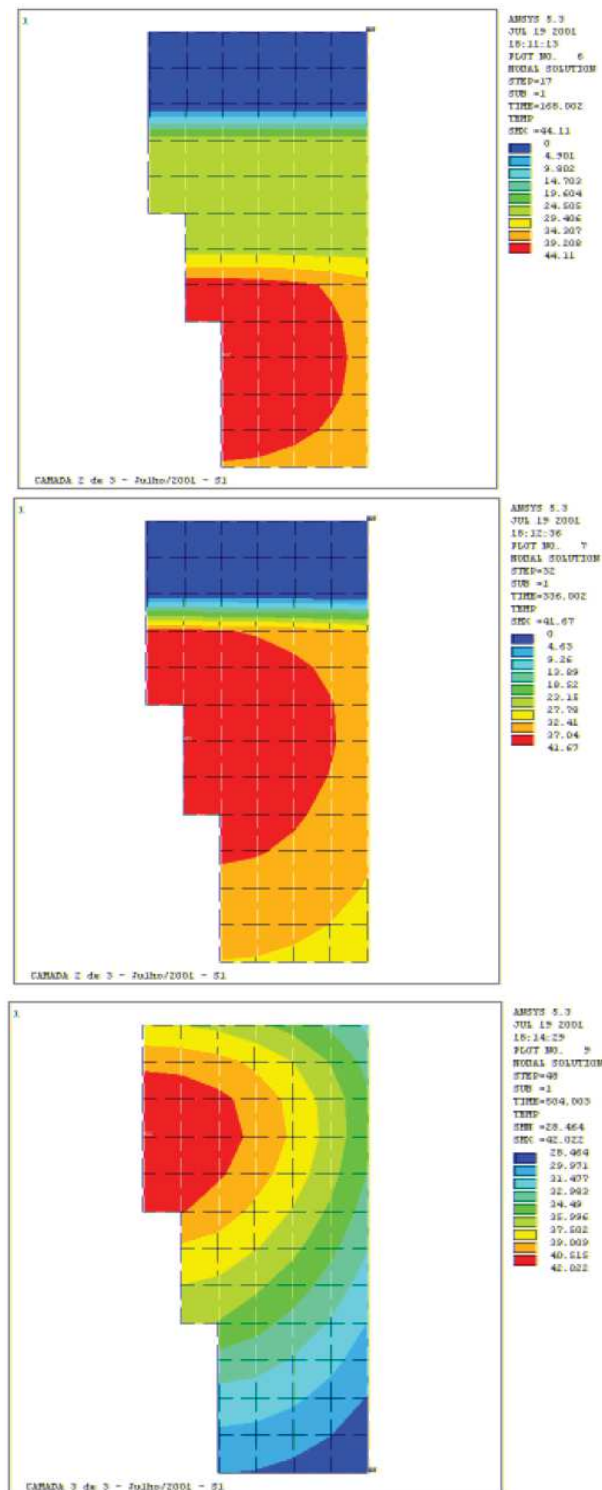 1
ANSYS 5.3
JUL 19 2001
18:11:13
PLOT NO. 6
NODAL SOLUTION
STEP=17
SUB =1
TIME=168.002
TEMP
SMX =44.11
0
4.901
9.802
14.703
19.604
24.505
29.406
34.307
39.208
44.11
CAMADA 2 de 3 - Julho/2001 - S1
1
ANSYS 5.3
JUL 19 2001
18:12:36
PLOT NO. 7
NODAL SOLUTION
STEP=32
SUB =1
TIME=336.002
TEMP
SMX =41.67
0
4.63
9.26
13.89
18.52
23.15
27.78
32.41
37.04
41.67
CAMADA 2 de 3 - Julho/2001 - S1
1
ANSYS 5.3
JUL 19 2001
18:14:29
PLOT NO. 9
NODAL SOLUTION
STEP=48
SUB =1
TIME=504.003
TEMP
SMN =28.464
SMX =42.022
28.464
29.971
31.477
32.983
34.49
35.996
37.502
39.009
40.515
42.022
CAMADA 3 de 3 - Julho/2001 - S1